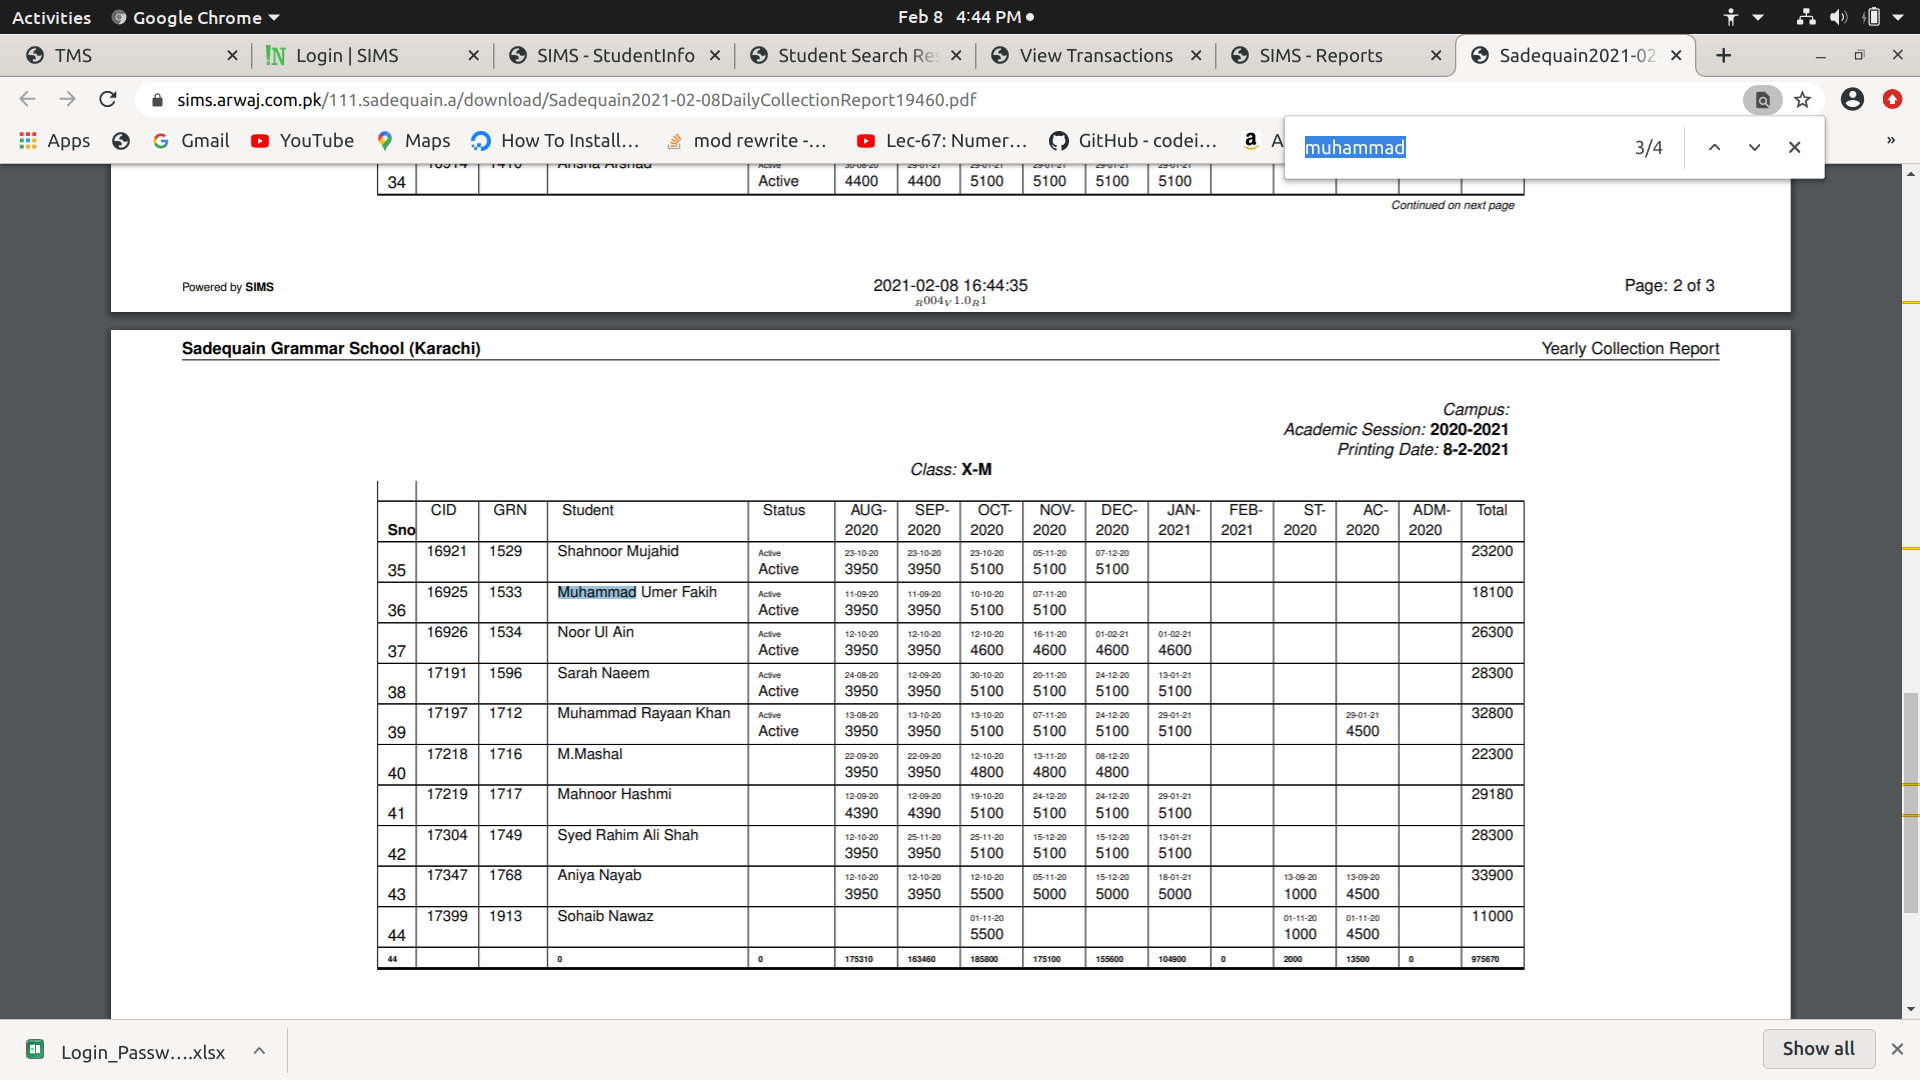 Activities Google Chrome Feb 8 4:44 PM
TMS Login | SIMS SIMS - StudentInfo Student Search Re View Transactions SIMS - Reports Sadequain2021-02-
sims.arwaj.com.pk/111.sadequain.a/download/Sadequain2021-02-08DailyCollectionReport19460.pdf
Apps Gmail YouTube Maps How To Install... mod rewrite -... Lec-67: Numer... GitHub - codei... A
muhammad 3/4
34 Active 4400 4400 5100 5100 5100 5100
Continued on next page
Powered by SIMS 2021-02-08 16:44:35 Page: 2 of 3
R004V1.0R1
Sadequain Grammar School (Karachi) Yearly Collection Report
Campus:
Academic Session: 2020-2021
Printing Date: 8-2-2021
Class: X-M
CID GRN Student Status AUG- SEP- OCT- NOV- DEC- JAN- FEB- ST- AC- ADM- Total
Sno 2020 2020 2020 2020 2020 2021 2021 2020 2020 2020
16921 1529 Shahnoor Mujahid Active 23-10-20 23-10-20 23-10-20 05-11-20 07-12-20 23200
35 Active 3950 3950 5100 5100 5100
16925 1533 Muhammad Umer Fakih Active 11-09-20 11-09-20 10-10-20 07-11-20 18100
36 Active 3950 3950 5100 5100
16926 1534 Noor Ul Ain Active 12-10-20 12-10-20 12-10-20 16-11-20 01-02-21 01-02-21 26300
37 Active 3950 3950 4600 4600 4600 4600
17191 1596 Sarah Naeem Active 24-08-20 12-09-20 30-10-20 20-11-20 24-12-20 13-01-21 28300
38 Active 3950 3950 5100 5100 5100 5100
17197 1712 Muhammad Rayaan Khan Active 13-08-20 13-10-20 13-10-20 07-11-20 24-12-20 29-01-21 29-01-21 32800
39 Active 3950 3950 5100 5100 5100 5100 4500
17218 1716 M.Mashal 22-09-20 22-09-20 12-10-20 13-11-20 08-12-20 22300
40 3950 3950 4800 4800 4800
17219 1717 Mahnoor Hashmi 12-09-20 12-09-20 19-10-20 24-12-20 24-12-20 29-01-21 29180
41 4390 4390 5100 5100 5100 5100
17304 1749 Syed Rahim Ali Shah 12-10-20 25-11-20 25-11-20 15-12-20 15-12-20 13-01-21 28300
42 3950 3950 5100 5100 5100 5100
17347 1768 Aniya Nayab 12-10-20 12-10-20 12-10-20 05-11-20 15-12-20 18-01-21 13-09-20 13-09-20 33900
43 3950 3950 5500 5000 5000 5000 1000 4500
17399 1913 Sohaib Nawaz 01-11-20 01-11-20 01-11-20 11000
44 5500 1000 4500
44 0 0 175310 163460 185800 175100 155600 104900 0 2000 13500 0 975670
Login_Passw....xlsx Show all